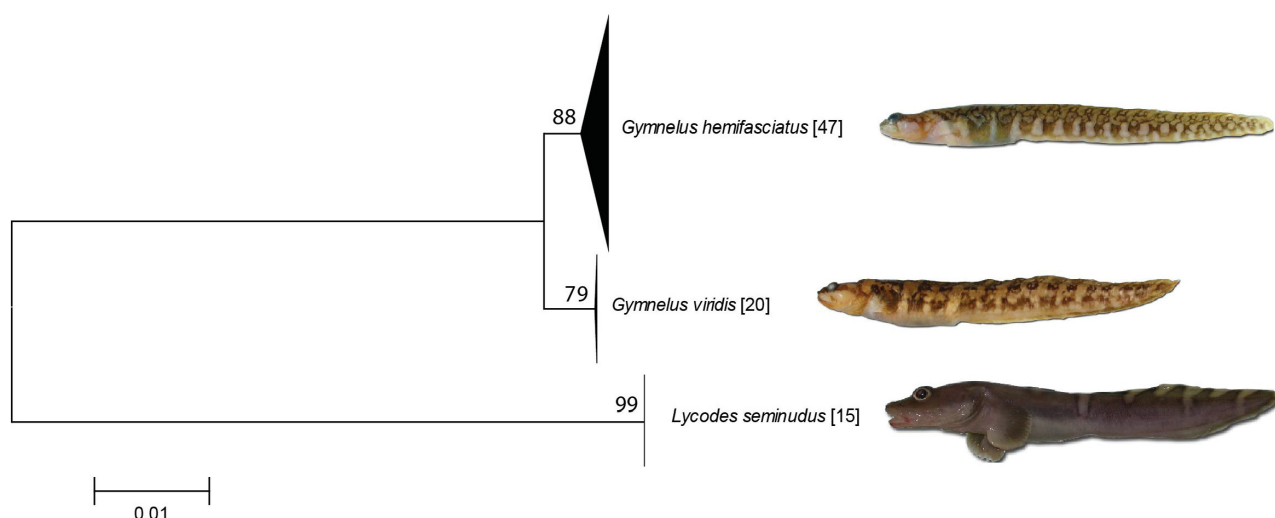 88
Gymnelus hemifasciatus [47]
79
Gymnelus viridis [20]
99
Lycodes seminudus [15]
0.01